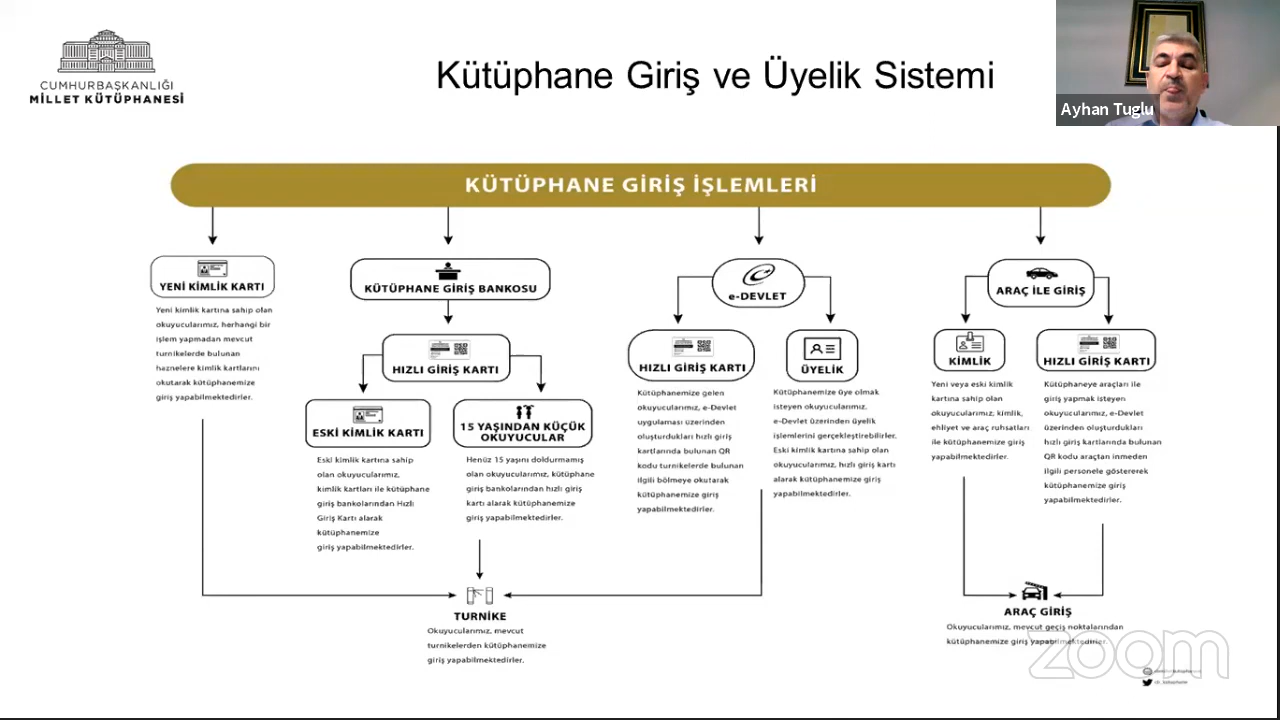 CUMHURBAŞKANLIĞI
MİLLET KÜTÜPHANESİ
Kütüphane Giriş ve Üyelik Sistemi
Ayhan Tuglu
KÜTÜPHANE GİRİŞ İŞLEMLERİ
YENİ KİMLİK KARTI
Yeni kimlik kartına sahip olan
okuyucularımız, herhangi bir
işlem yapmadan mevcut
turnikelerde bulunan
haznelere kimlik kartlarını
okutarak kütüphanemize
giriş yapabilmektedirler.
KÜTÜPHANE GİRİŞ BANKOSU
HIZLI GİRİŞ KARTI
ESKİ KİMLİK KARTI
Eski kimlik kartına sahip
olan okuyucularımız,
kimlik kartları ile kütüphane
giriş bankolarından Hızlı
Giriş Kartı alarak
kütüphanemize
giriş yapabilmektedirler.
15 YAŞINDAN KÜÇÜK
OKUYUCULAR
Henüz 15 yaşını doldurmamış
olan okuyucularımız, kütüphane
giriş bankolarından hızlı giriş
kartı alarak kütüphanemize
giriş yapabilmektedirler.
e-DEVLET
HIZLI GİRİŞ KARTI
Kütüphanemize gelen
okuyucularımız, e-Devlet
uygulaması üzerinden
oluşturdukları hızlı giriş
kartlarında bulunan QR
kodu turnikelerde bulunan
ilgili bölmeye okutarak
kütüphanemize giriş
yapabilmektedirler.
ÜYELİK
Kütüphanemize üye olmak
isteyen okuyucularımız,
e-Devlet üzerinden üyelik
işlemlerini gerçekleştirebilirler.
Eski kimlik kartına sahip olan
okuyucularımız, hızlı giriş kartı
alarak kütüphanemize giriş
yapabilmektedirler.
ARAÇ İLE GİRİŞ
KİMLİK
Yeni veya eski kimlik
kartına sahip olan
okuyucularımız, kimlik,
ehliyet ve araç ruhsatları
ile kütüphanemize giriş
yapabilmektedirler.
HIZLI GİRİŞ KARTI
Kütüphaneye araçları ile
giriş yapmak isteyen
okuyucularımız, e-Devlet
üzerinden oluşturdukları
hızlı giriş kartlarında bulunan
QR kodu araçtan inmeden
ilgili personele göstererek
kütüphanemize giriş
yapabilmektedirler.
TURNİKE
Okuyucularımız, mevcut
turnikelerden kütüphanemize
giriş yapabilmektedirler.
ARAÇ GİRİŞ
Okuyucularımız, mevcut geçiş noktalarından
kütüphanemize giriş yapabilmektedirler.
zoom